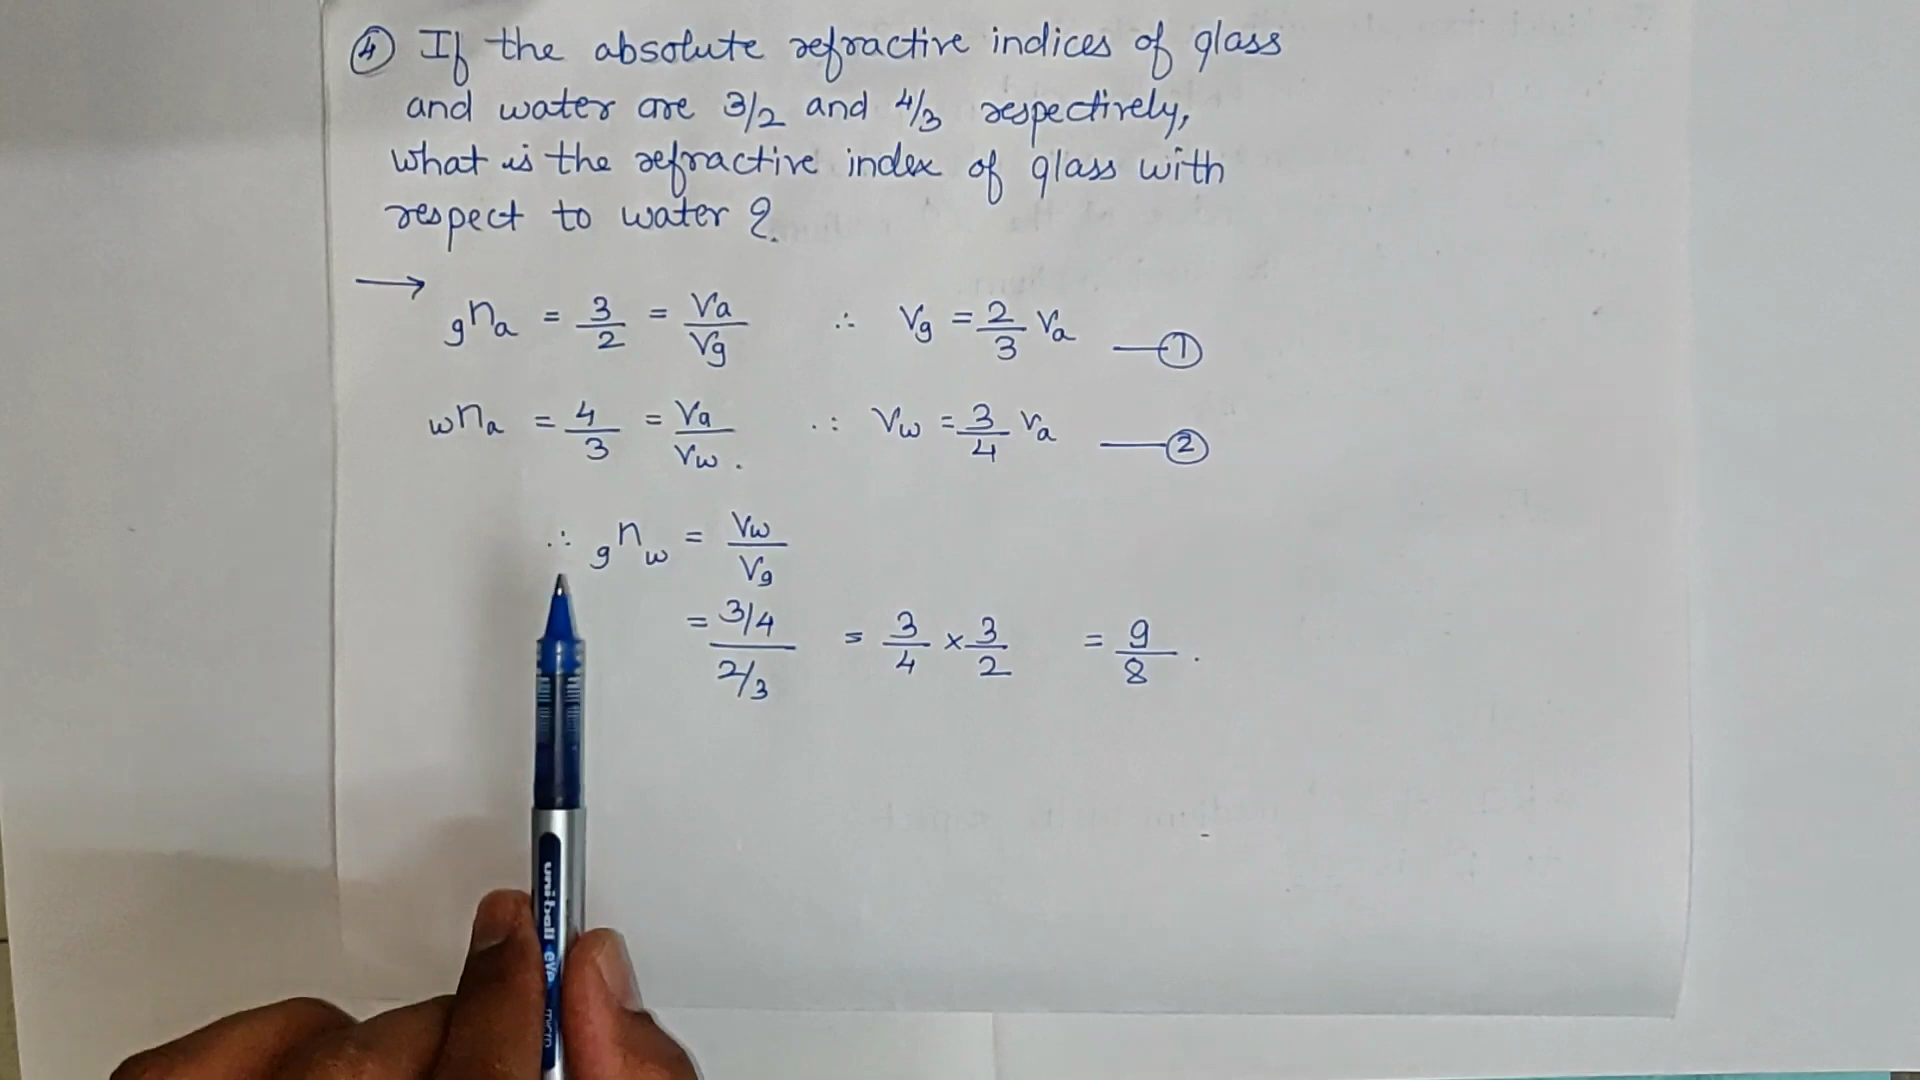 ④ If the absolute refractive indices of glass
and water are 3/2 and 4/3 respectively,
what is the refractive index of glass with
respect to water ?
→ gna = 3/2 = Va/Vg ∴ Vg = 2/3 Va —①
wna = 4/3 = Va/Vw. ∴ Vw = 3/4 Va —②
∴ gnw = Vw/Vg
= (3/4)/(2/3) = 3/4 × 3/2 = 9/8.
uniball eye micro